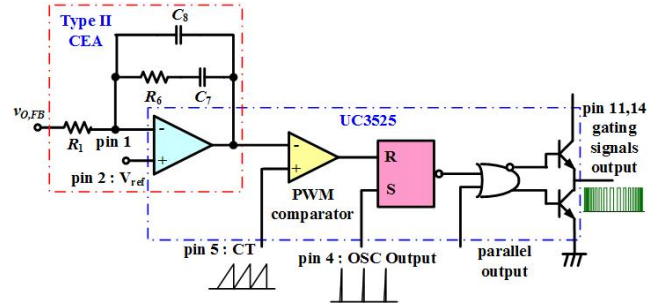 Type II
CEA
C8
R6
C7
vO,FB
R1
pin 1
-
+
pin 2 : Vref
UC3525
-
+
PWM
comparator
R
S
pin 11,14
gating
signals
output
pin 5 : CT
pin 4 : OSC Output
parallel
output